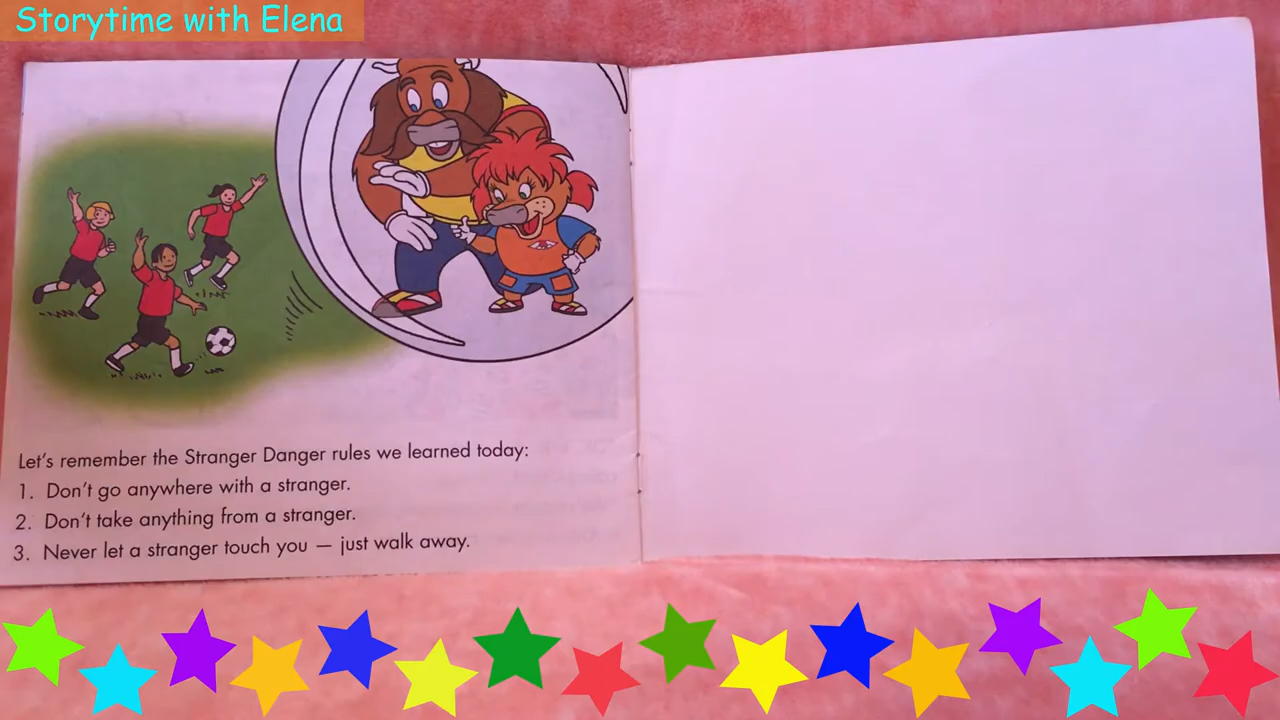 Storytime with Elena
Let's remember the Stranger Danger rules we learned today:
1. Don't go anywhere with a stranger.
2. Don't take anything from a stranger.
3. Never let a stranger touch you — just walk away.